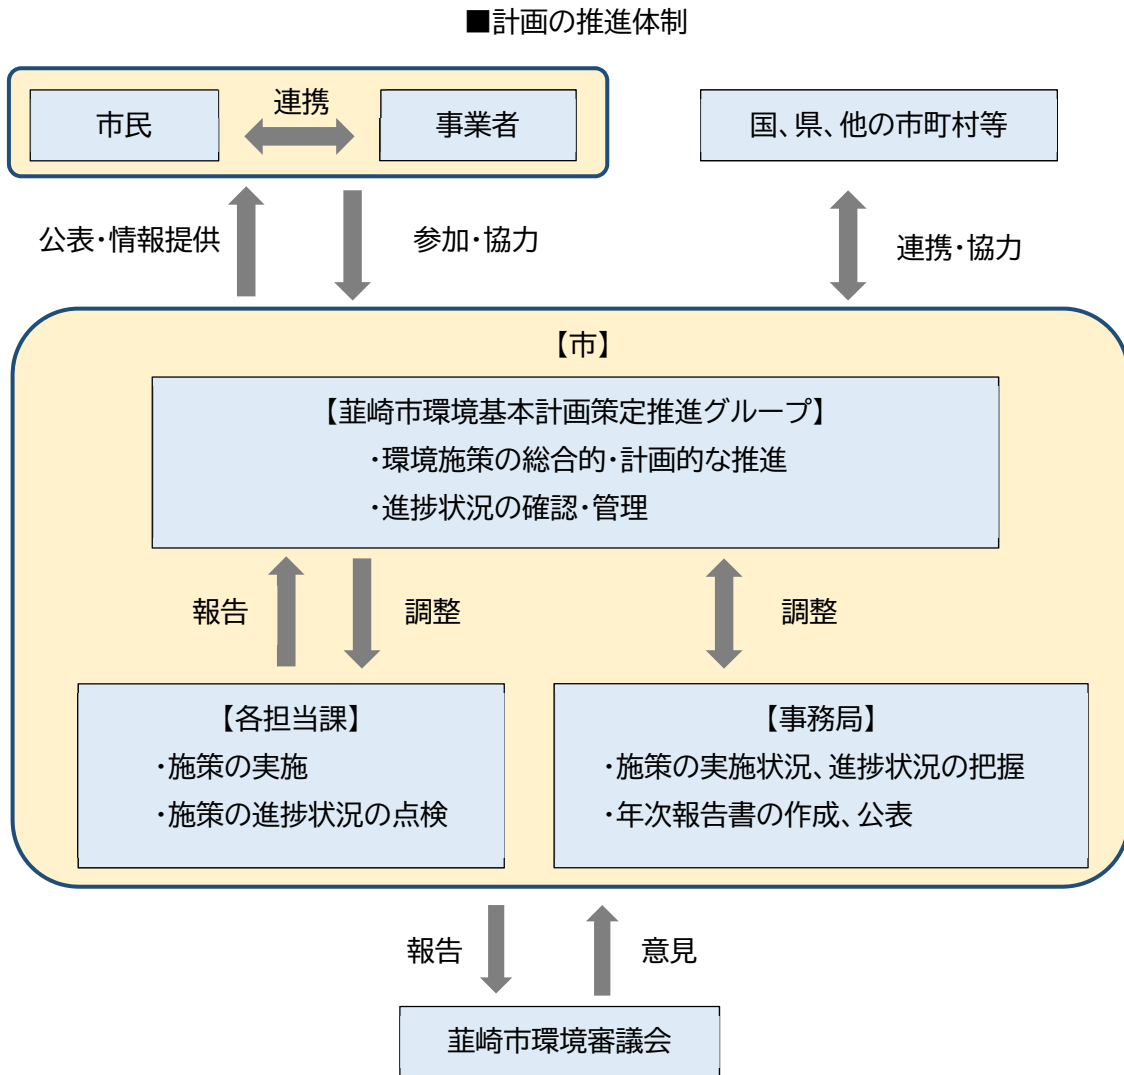 ■計画の推進体制
市民
連携
事業者
国、県、他の市町村等
公表・情報提供
参加・協力
連携・協力
【市】
【韮崎市環境基本計画策定推進グループ】
・環境施策の総合的・計画的な推進
・進捗状況の確認・管理
報告
調整
調整
【各担当課】
・施策の実施
・施策の進捗状況の点検
【事務局】
・施策の実施状況、進捗状況の把握
・年次報告書の作成、公表
報告
意見
韮崎市環境審議会